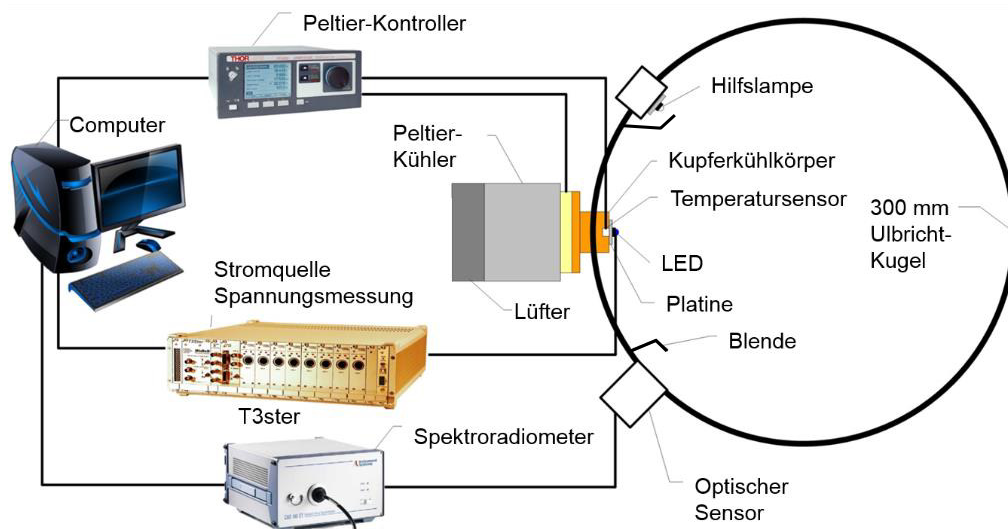 Peltier-Kontroller
THOR
Hilfslampe
Computer
Peltier-
Kühler
Kupferkühlkörper
Temperatursensor
300 mm
Ulbricht-
Kugel
LED
Stromquelle
Spannungsmessung
Lüfter
Platine
Blende
T3ster
T3ster
Spektroradiometer
Optischer
Sensor